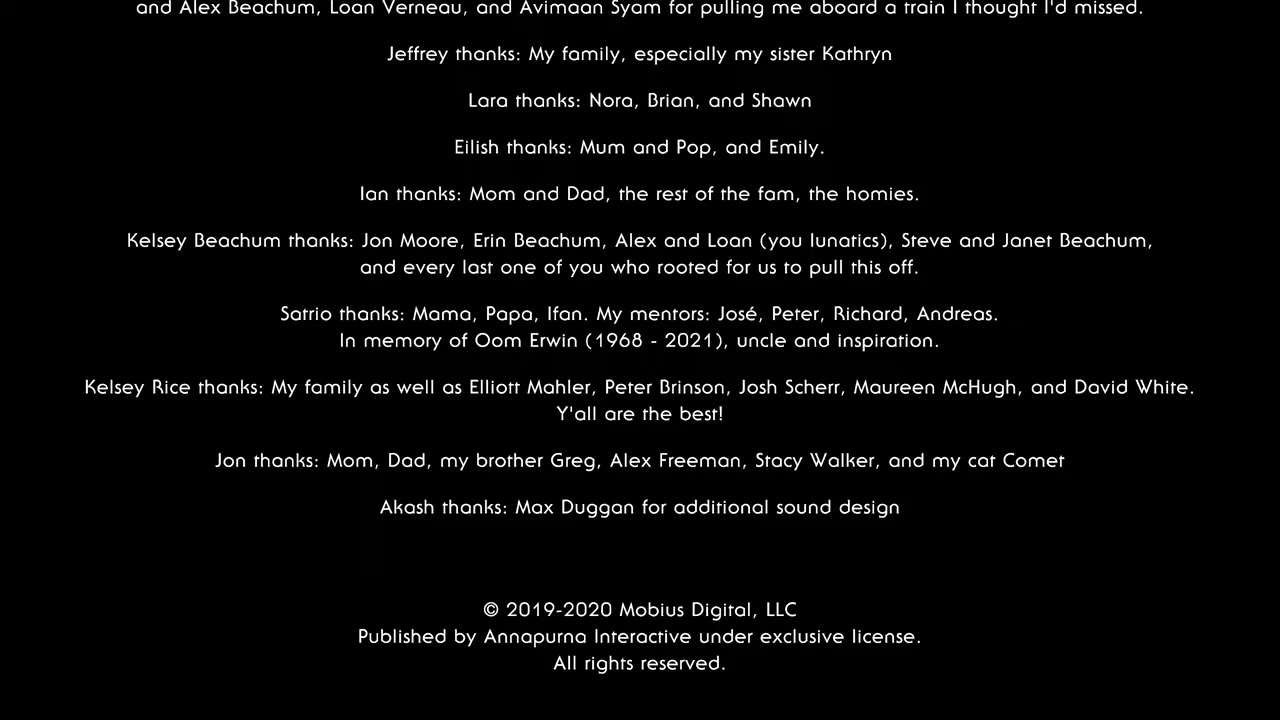 and Alex Beachum, Loan Verneau, and Avimaan Syam for pulling me aboard a train I thought I'd missed.
Jeffrey thanks: My family, especially my sister Kathryn
Lara thanks: Nora, Brian, and Shawn
Eilish thanks: Mum and Pop, and Emily.
Ian thanks: Mom and Dad, the rest of the fam, the homies.
Kelsey Beachum thanks: Jon Moore, Erin Beachum, Alex and Loan (you lunatics), Steve and Janet Beachum,
and every last one of you who rooted for us to pull this off.
Satrio thanks: Mama, Papa, Ifan. My mentors: José, Peter, Richard, Andreas.
In memory of Oom Erwin (1968 - 2021), uncle and inspiration.
Kelsey Rice thanks: My family as well as Elliott Mahler, Peter Brinson, Josh Scherr, Maureen McHugh, and David White.
Y'all are the best!
Jon thanks: Mom, Dad, my brother Greg, Alex Freeman, Stacy Walker, and my cat Comet
Akash thanks: Max Duggan for additional sound design
© 2019-2020 Mobius Digital, LLC
Published by Annapurna Interactive under exclusive license.
All rights reserved.